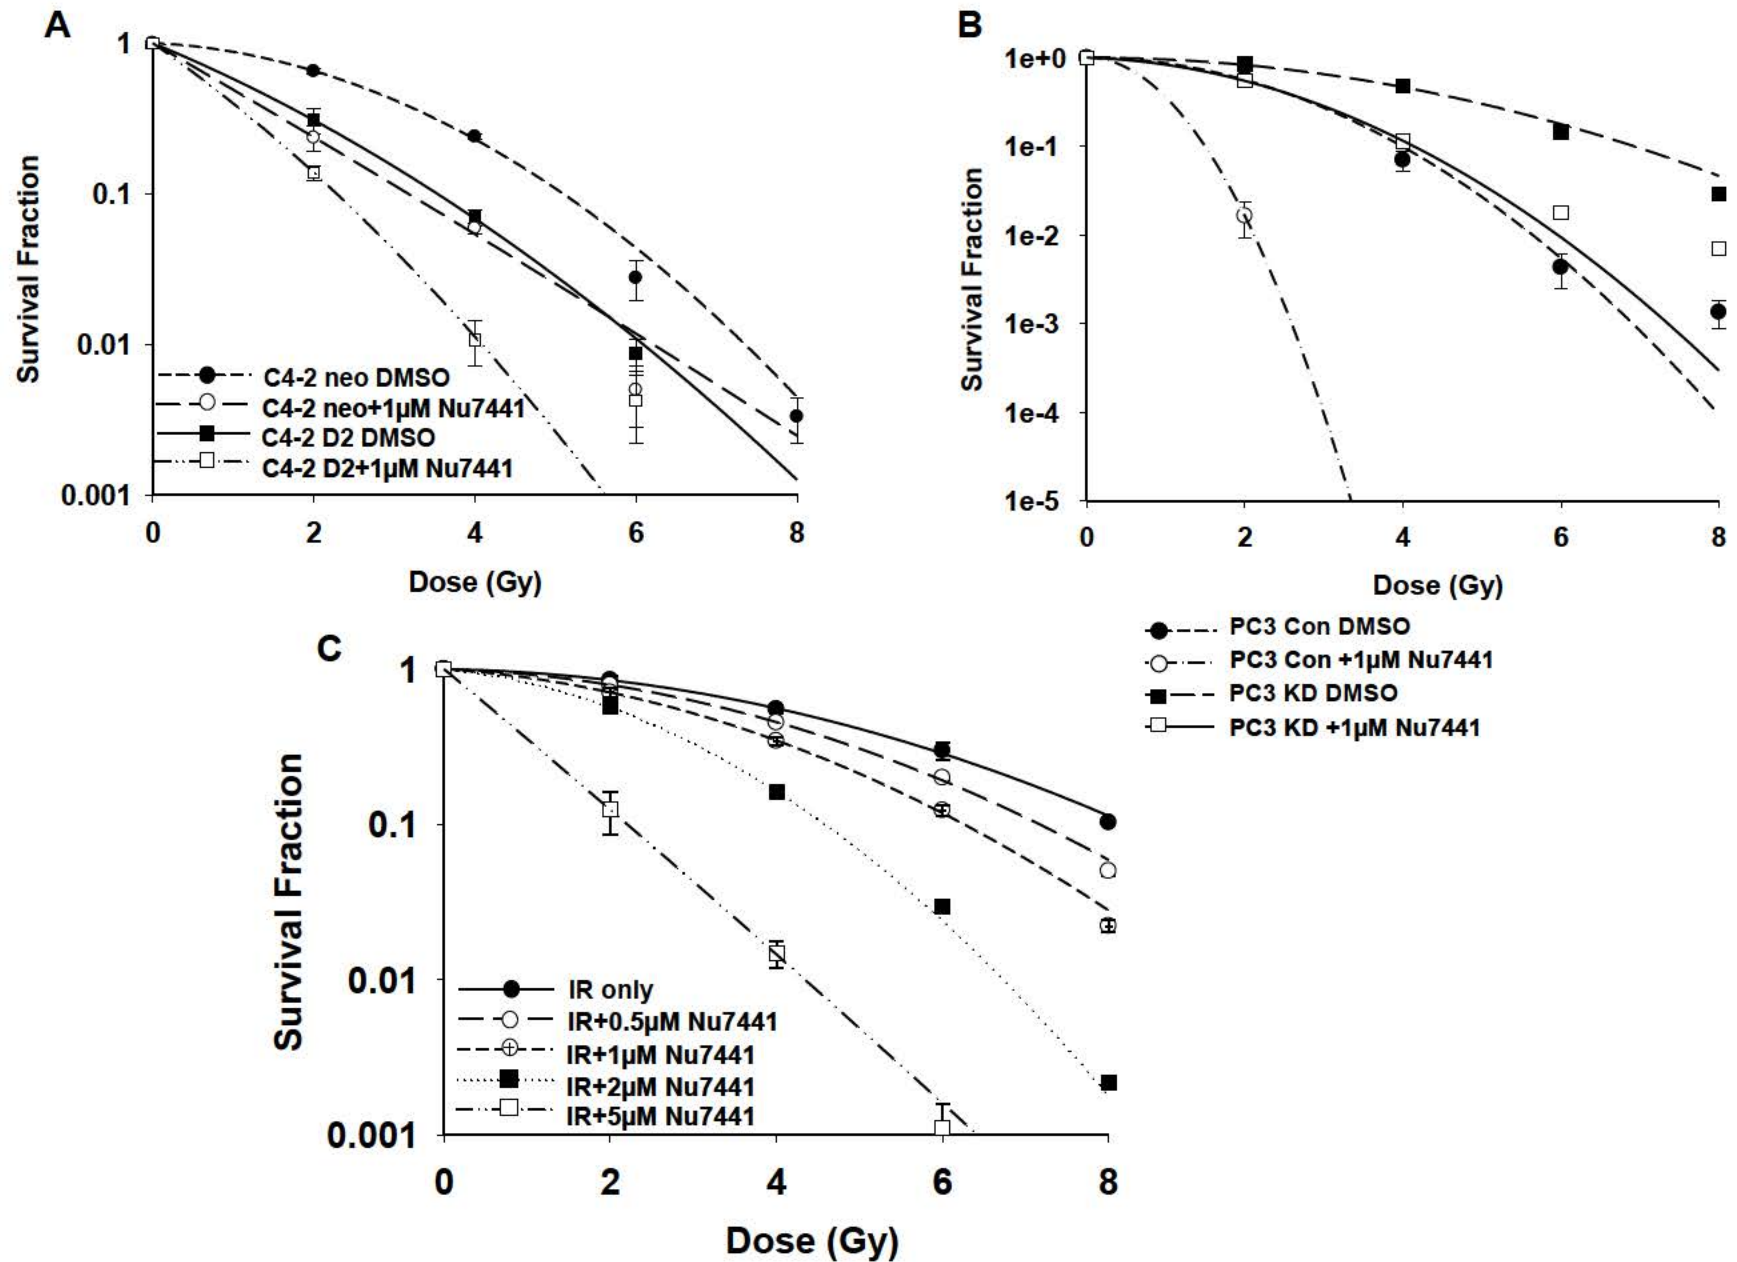 A
Survival Fraction
1
0.1
0.01
0.001
C4-2 neo DMSO
C4-2 neo+1µM Nu7441
C4-2 D2 DMSO
C4-2 D2+1µM Nu7441
0 2 4 6 8
Dose (Gy)
B
Survival Fraction
1e+0
1e-1
1e-2
1e-3
1e-4
1e-5
0 2 4 6 8
Dose (Gy)
PC3 Con DMSO
PC3 Con +1µM Nu7441
PC3 KD DMSO
PC3 KD +1µM Nu7441
C
Survival Fraction
1
0.1
0.01
0.001
IR only
IR+0.5µM Nu7441
IR+1µM Nu7441
IR+2µM Nu7441
IR+5µM Nu7441
0 2 4 6 8
Dose (Gy)